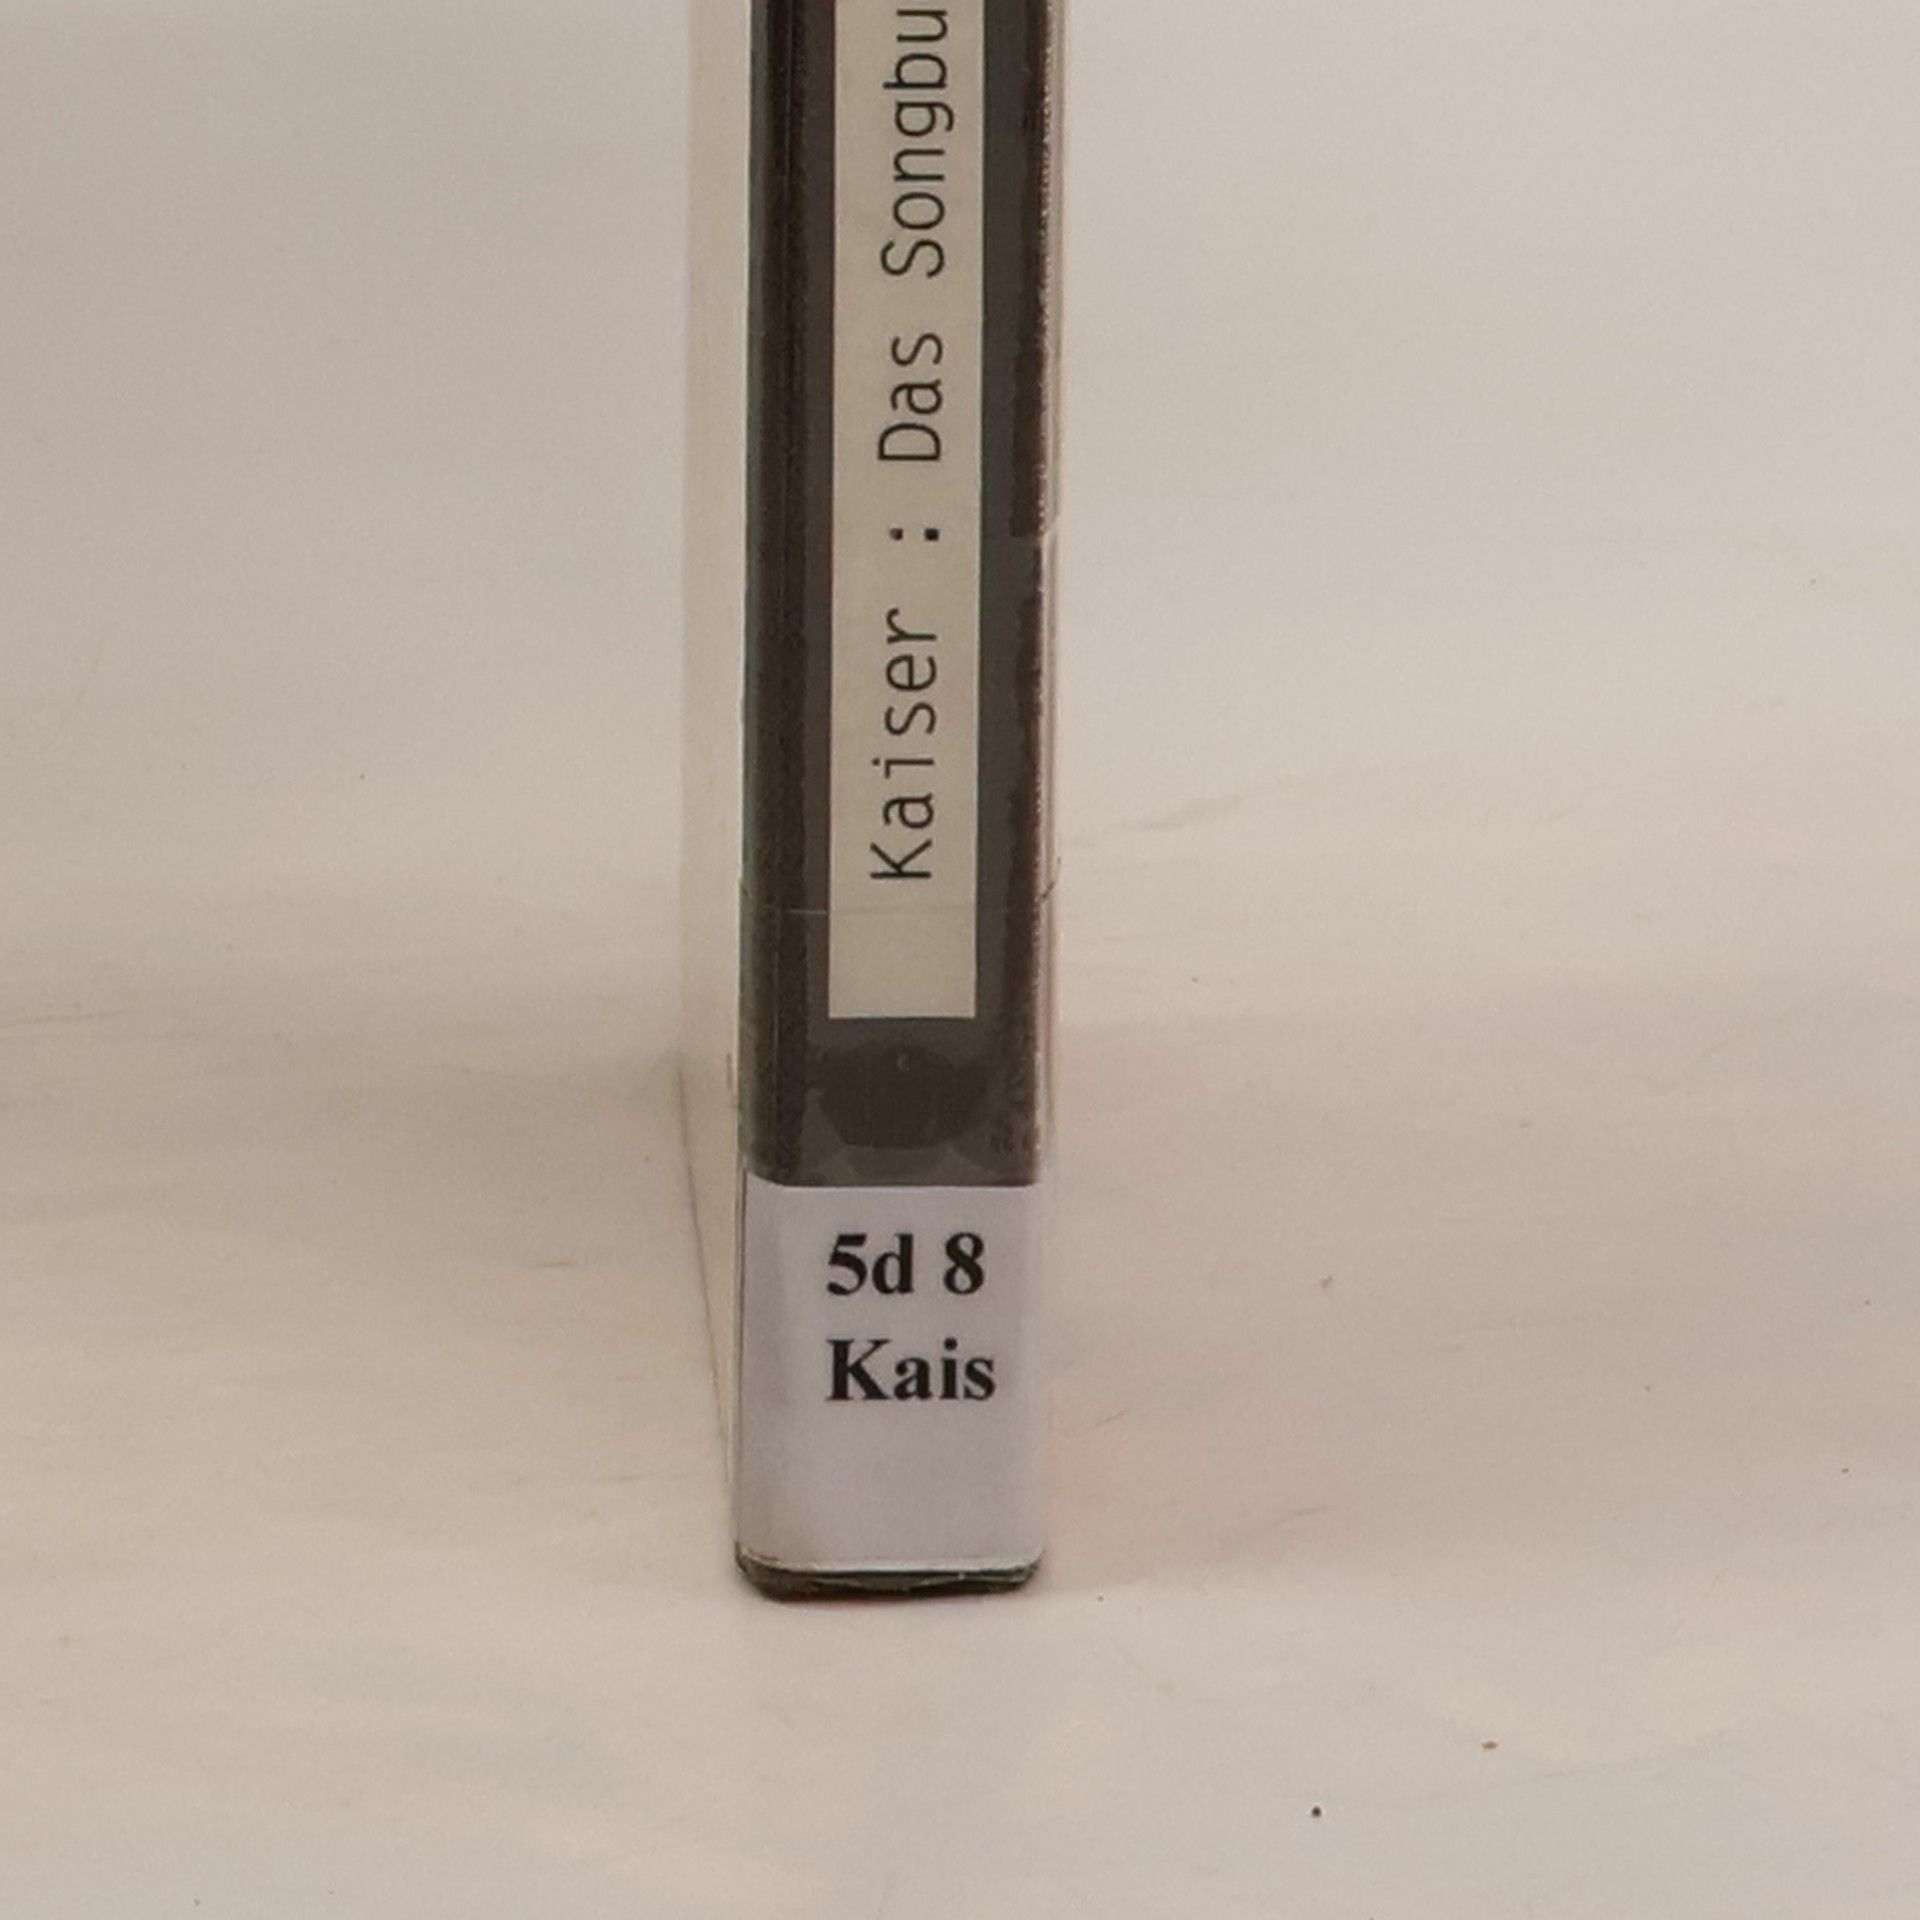 Kaiser : Das Songbu
5d 8
Kais